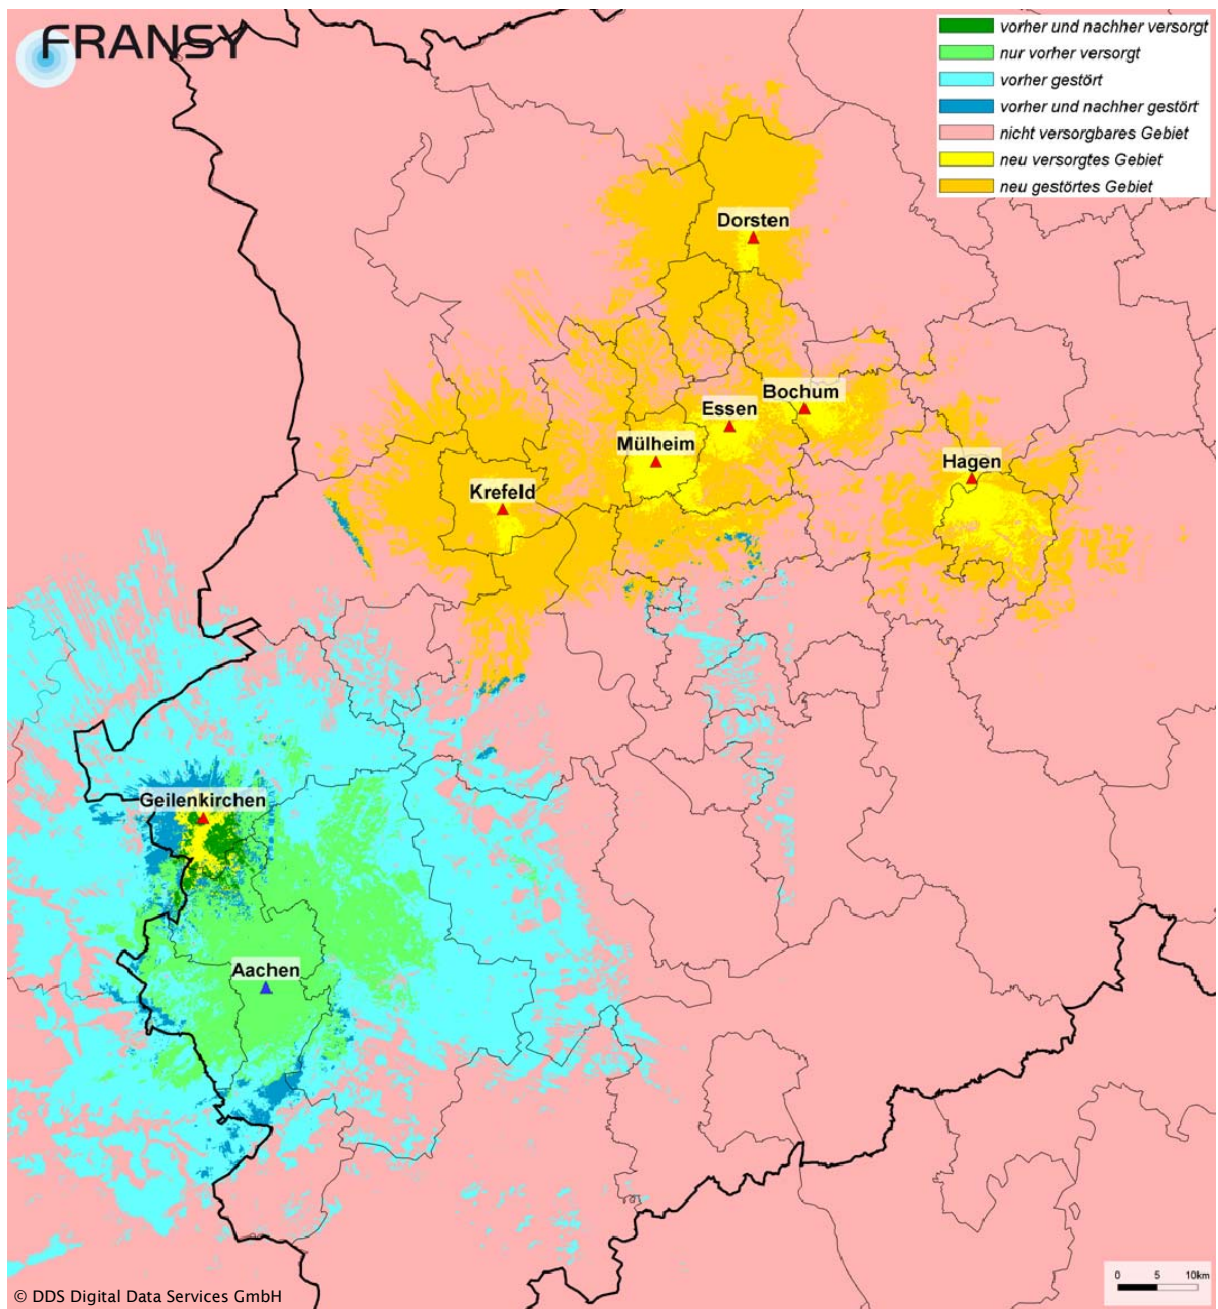 FRANSY
vorher und nachher versorgt
nur vorher versorgt
vorher gestört
vorher und nachher gestört
nicht versorgbares Gebiet
neu versorgtes Gebiet
neu gestörtes Gebiet
Dorsten
Bochum
Essen
Mülheim
Hagen
Krefeld
Geilenkirchen
Aachen
0 5 10km
© DDS Digital Data Services GmbH